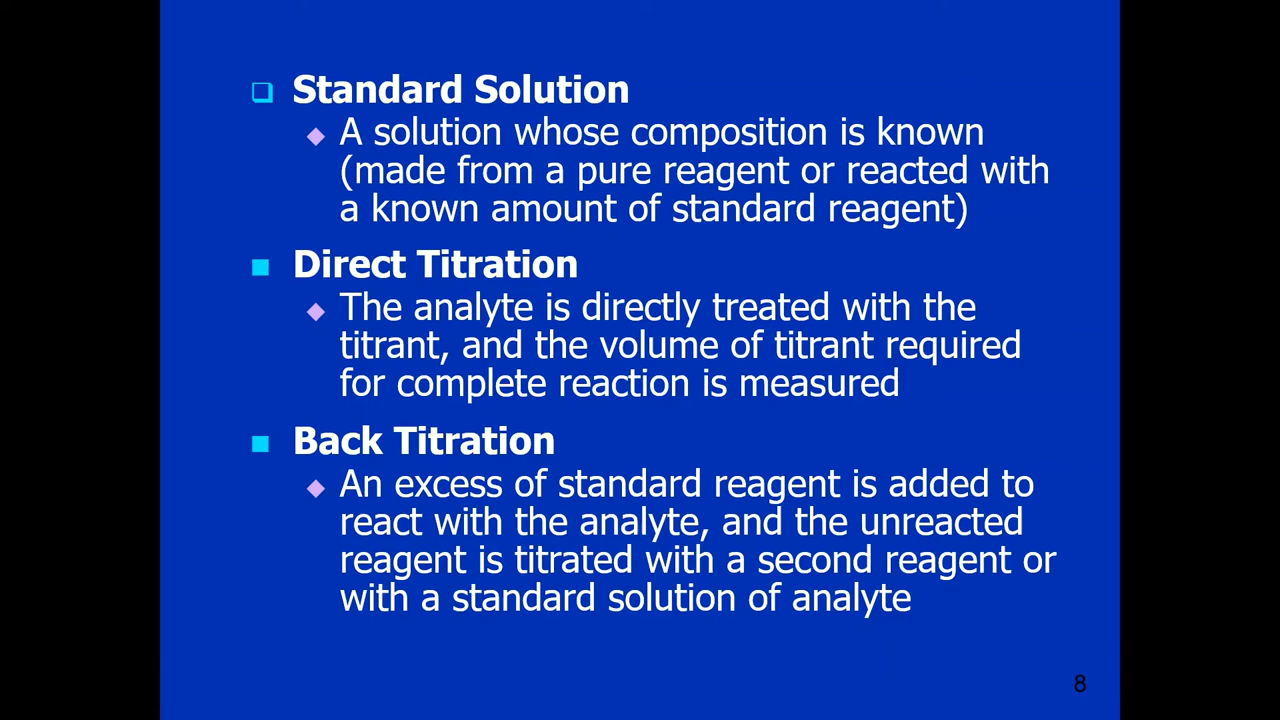 Standard Solution
A solution whose composition is known
(made from a pure reagent or reacted with
a known amount of standard reagent)
Direct Titration
The analyte is directly treated with the
titrant, and the volume of titrant required
for complete reaction is measured
Back Titration
An excess of standard reagent is added to
react with the analyte, and the unreacted
reagent is titrated with a second reagent or
with a standard solution of analyte
8